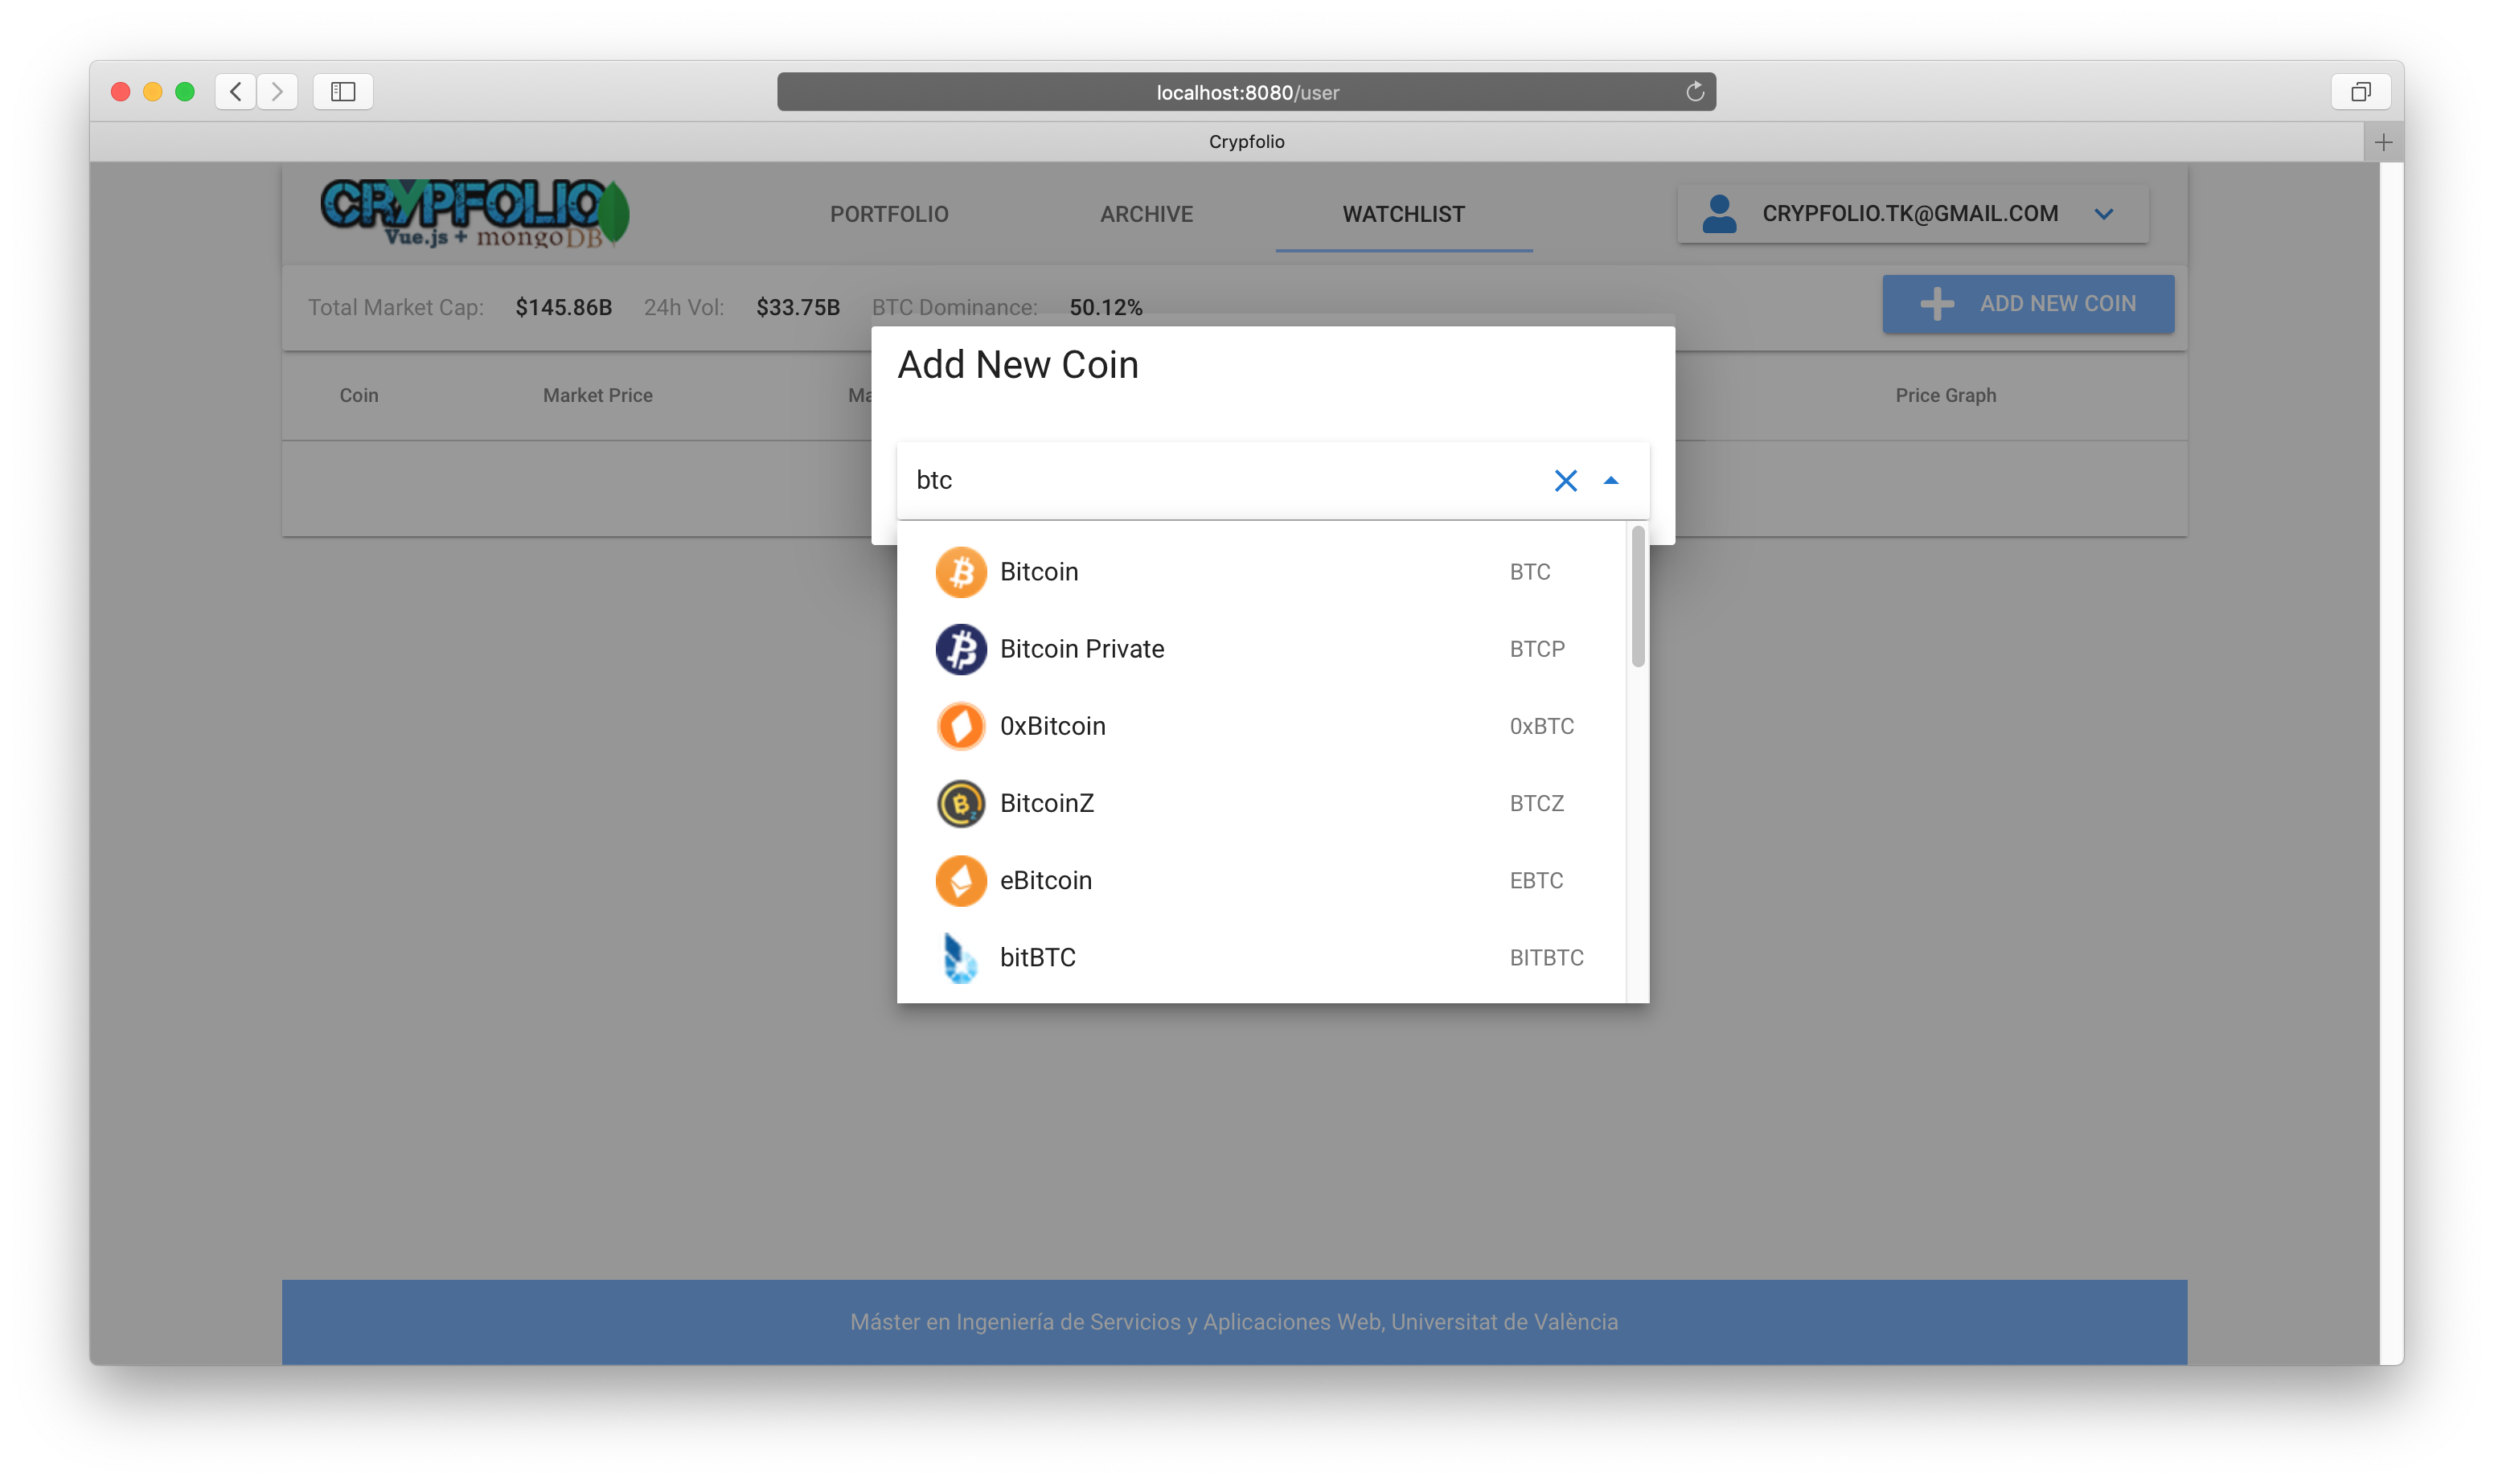 localhost:8080/user
Crypfolio
CRYPFOLIO
Vue.js + mongoDB
PORTFOLIO ARCHIVE WATCHLIST CRYPFOLIO.TK@GMAIL.COM
Total Market Cap: $145.86B 24h Vol: $33.75B BTC Dominance: 50.12% ADD NEW COIN
Add New Coin
Coin Market Price Ma Price Graph
btc
Bitcoin BTC
Bitcoin Private BTCP
0xBitcoin 0xBTC
BitcoinZ BTCZ
eBitcoin EBTC
bitBTC BITBTC
Máster en Ingeniería de Servicios y Aplicaciones Web, Universitat de València